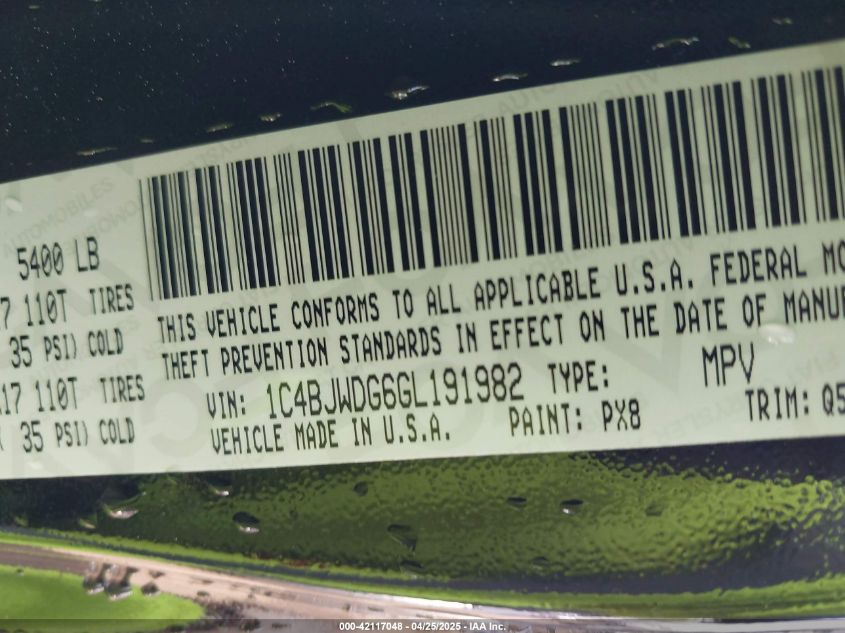 5400 LB
17 110T TIRES
35 PSI) COLD
17 110T TIRES
( 35 PSI) COLD
THIS VEHICLE CONFORMS TO ALL APPLICABLE U.S.A. FEDERAL MO
THEFT PREVENTION STANDARDS IN EFFECT ON THE DATE OF MANU
VIN: 1C4BJWDG6GL191982 TYPE: MPV
VEHICLE MADE IN U.S.A. PAINT: PX8 TRIM: Q5
000-42117048 - 04/25/2025 - IAA Inc.